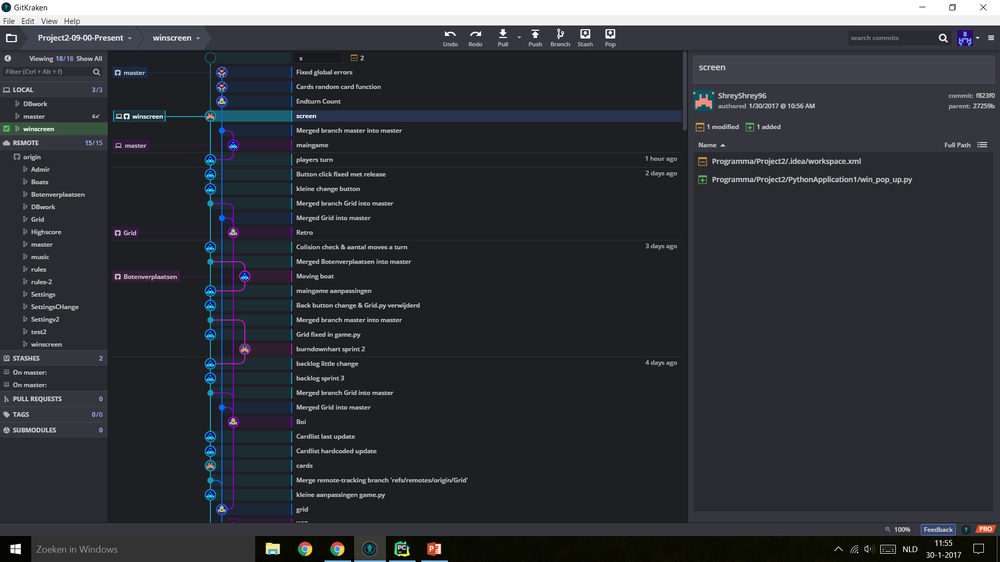 GitKraken
File Edit View Help
Project2-09-00-Present winscreen
Undo Redo Pull Push Branch Stash Pop
search commits
Viewing 18/18 Show All
Filter (Ctrl + Alt + f)
LOCAL 3/3
DBwork
master 6
winscreen
REMOTE 15/15
origin
Admir
Boats
Botenverplaatsen
DBwork
Grid
Highscore
master
music
rules
rules-2
Settings
SettingsCHange
Settingv2
test2
winscreen
STASHES 2
On master:
On master:
PULL REQUESTS 0
TAGS 0/0
SUBMODULES 0
s 2
master Fixed global errors
Cards random card function
Endturn Count
winscreen screen
Merged branch master into master
master maingame
players turn 1 hour ago
Button click fixed met release 2 days ago
kleine change button
Merged branch Grid into master
Merged Grid into master
Grid Retro
Colision check & aantal moves a turn 3 days ago
Merged Botenverplaatsen into master
Botenverplaatsen Moving boat
maingame aanpassingen
Back button change & Grid.py verwijderd
Merged branch master into master
Grid fixed in game.py
burndownhart sprint 2
backlog little change 4 days ago
backlog sprint 3
Merged branch Grid into master
Merged Grid into master
Boi
Cardlist last update
Cardlist hardcoded update
cards
Merge remote-tracking branch 'refs/remotes/origin/Grid'
kleine aanpassingen game.py
grid
screen
ShreyShrey96 commit: f823f0
authored 1/30/2017 @ 10:56 AM parent: 27259b
1 modified 1 added
Name Full Path
Programma/Project2/.idea/workspace.xml
Programma/Project2/PythonApplication1/win_pop_up.py
100% Feedback PRO
Zoeken in Windows
PC
P
NLD
11:55
30-1-2017